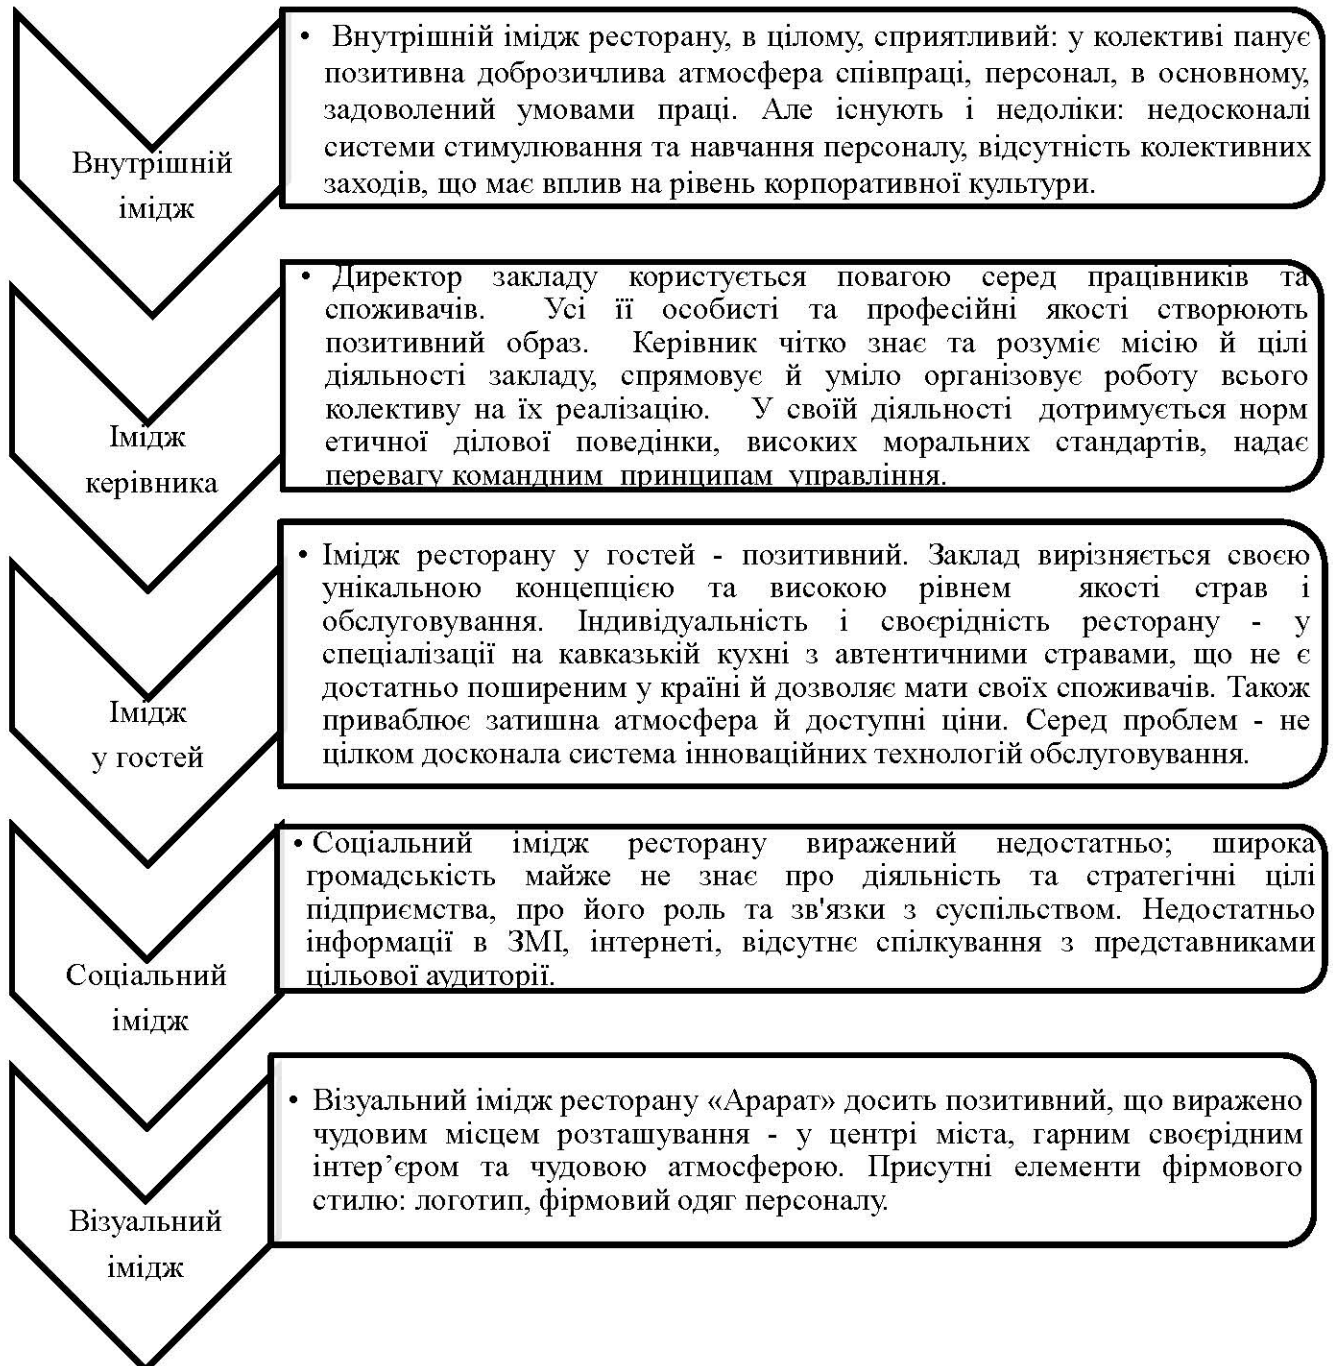 Внутрішній
імідж
• Внутрішній імідж ресторану, в цілому, сприятливий: у колективі панує
позитивна доброзичлива атмосфера співпраці, персонал, в основному,
задоволений умовами праці. Але існують і недоліки: недосконалі
системи стимулювання та навчання персоналу, відсутність колективних
заходів, що має вплив на рівень корпоративної культури.
Імідж
керівника
• Директор закладу користується повагою серед працівників та
споживачів. Усі її особисті та професійні якості створюють
позитивний образ. Керівник чітко знає та розуміє місію й цілі
діяльності закладу, спрямовує й уміло організовує роботу всього
колективу на їх реалізацію. У своїй діяльності дотримується норм
етичної ділової поведінки, високих моральних стандартів, надає
перевагу командним принципам управління.
Імідж
у гостей
• Імідж ресторану у гостей - позитивний. Заклад вирізняється своєю
унікальною концепцією та високою рівнем якості страв і
обслуговування. Індивідуальність і своєрідність ресторану - у
спеціалізації на кавказькій кухні з автентичними стравами, що не є
достатньо поширеним у країні й дозволяє мати своїх споживачів. Також
приваблює затишна атмосфера й доступні ціни. Серед проблем - не
цілком досконала система інноваційних технологій обслуговування.
Соціальний
імідж
• Соціальний імідж ресторану виражений недостатньо; широка
громадськість майже не знає про діяльність та стратегічні цілі
підприємства, про його роль та зв'язки з суспільством. Недостатньо
інформації в ЗМІ, інтернеті, відсутнє спілкування з представниками
цільової аудиторії.
Візуальний
імідж
• Візуальний імідж ресторану «Арарат» досить позитивний, що виражено
чудовим місцем розташування - у центрі міста, гарним своєрідним
інтер’єром та чудовою атмосферою. Присутні елементи фірмового
стилю: логотип, фірмовий одяг персоналу.